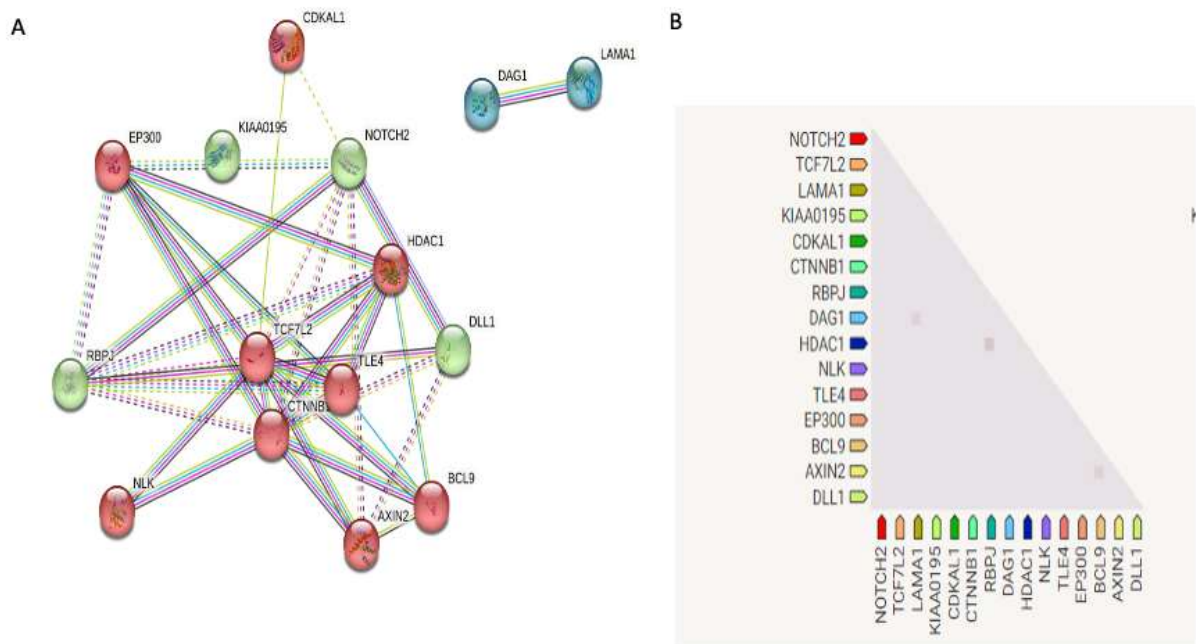 A
CDKAL1
DAG1
LAMA1
EP300
KIAA0195
NOTCH2
HDAC1
TCF7L2
DLL1
RBPJ
TLE4
CTNNB1
NLK
BCL9
AXIN2
B
NOTCH2
TCF7L2
LAMA1
KIAA0195
CDKAL1
CTNNB1
RBPJ
DAG1
HDAC1
NLK
TLE4
EP300
BCL9
AXIN2
DLL1
K
NOTCH2
TCF7L2
LAMA1
KIAA0195
CDKAL1
CTNNB1
RBPJ
DAG1
HDAC1
NLK
TLE4
EP300
BCL9
AXIN2
DLL1